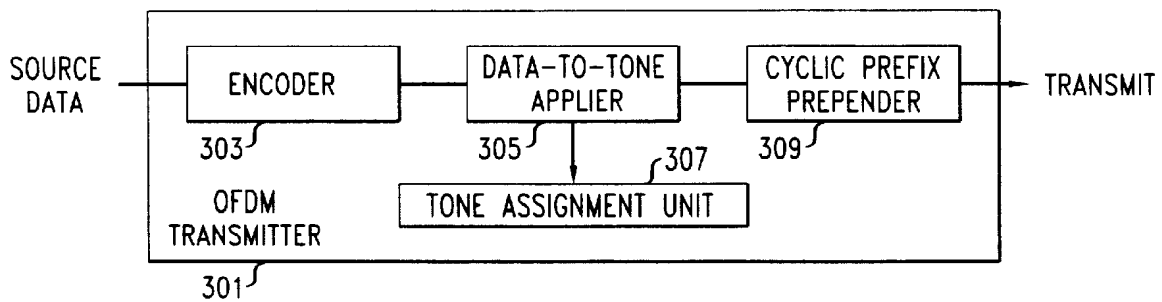 SOURCE
DATA
ENCODER
303
DATA-TO-TONE
APPLIER
305
CYCLIC PREFIX
PREPENDER
309
TRANSMIT
307
TONE ASSIGNMENT UNIT
OFDM
TRANSMITTER
301